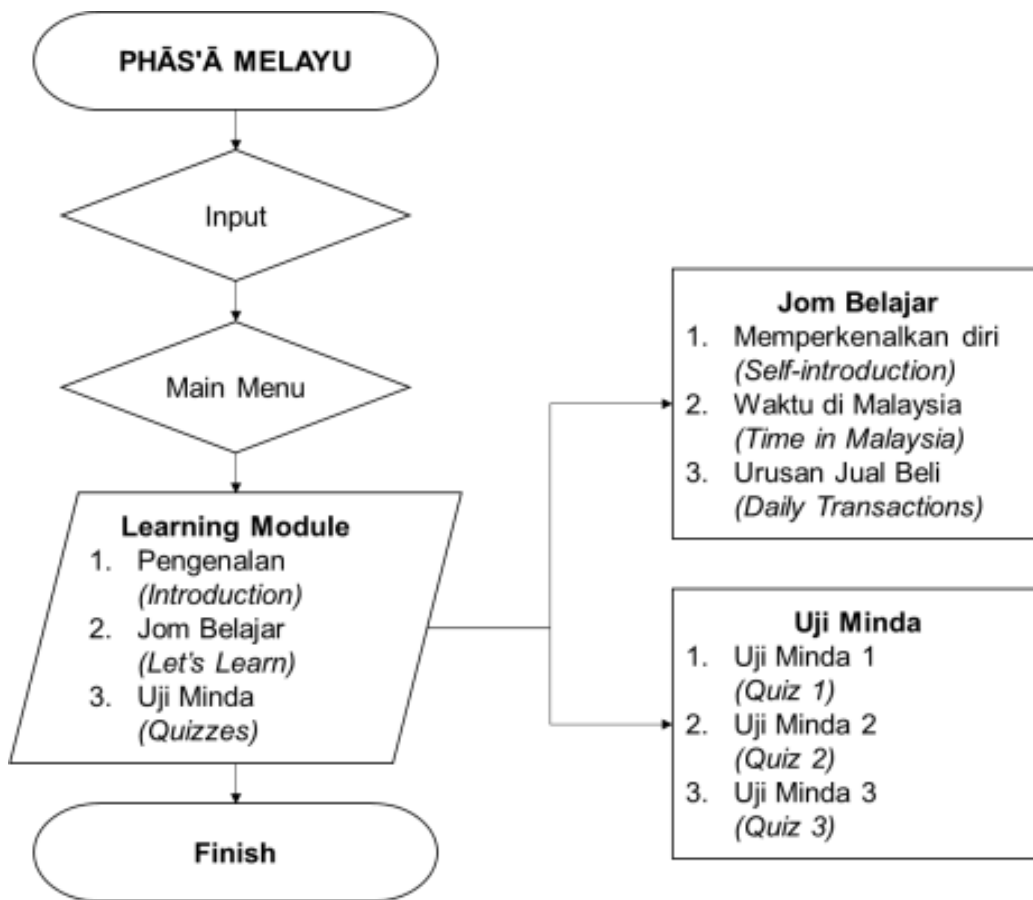 PHĀS'Ā MELAYU
Input
Main Menu
Learning Module
1. Pengenalan
(Introduction)
2. Jom Belajar
(Let's Learn)
3. Uji Minda
(Quizzes)
Finish
Jom Belajar
1. Memperkenalkan diri
(Self-introduction)
2. Waktu di Malaysia
(Time in Malaysia)
3. Urusan Jual Beli
(Daily Transactions)
Uji Minda
1. Uji Minda 1
(Quiz 1)
2. Uji Minda 2
(Quiz 2)
3. Uji Minda 3
(Quiz 3)